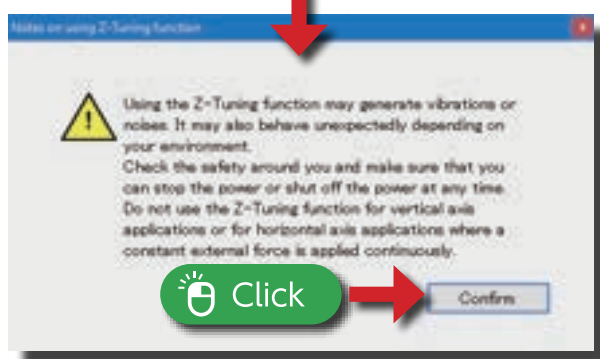 Notes on using Z-Tuning function
Using the Z-Tuning function may generate vibrations or
noises. It may also behave unexpectedly depending on
your environment.
Check the safety around you and make sure that you
can stop the power or shut off the power at any time.
Do not use the Z-Tuning function for vertical axis
applications or for horizontal axis applications where a
constant external force is applied continuously.
Click
Confirm